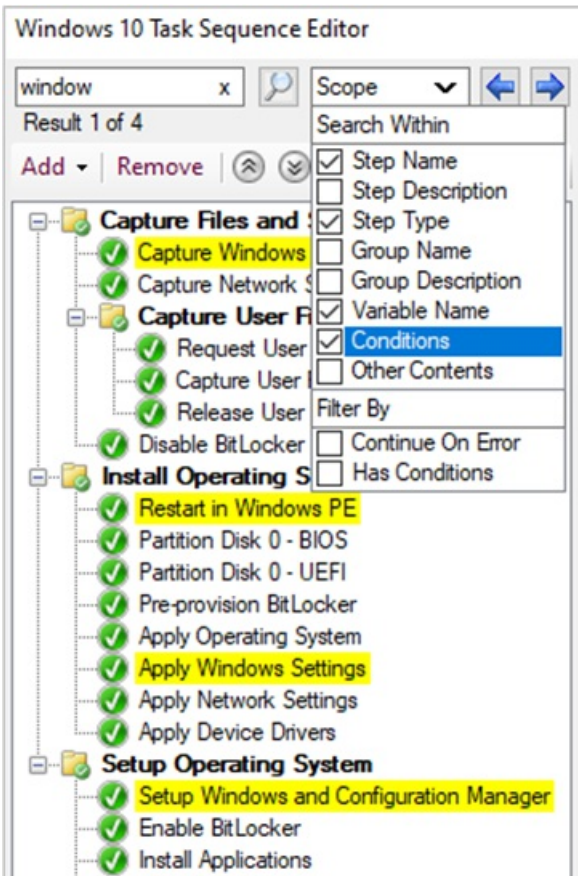 Windows 10 Task Sequence Editor
window x Scope
Result 1 of 4
Search Within
Add Remove
Step Name
Step Description
Step Type
Group Name
Group Description
Variable Name
Conditions
Other Contents
Filter By
Continue On Error
Has Conditions
Capture Files and S
Capture Windows
Capture Network S
Capture User Fi
Request User
Capture User
Release User
Disable BitLocker
Install Operating S
Restart in Windows PE
Partition Disk 0 - BIOS
Partition Disk 0 - UEFI
Pre-provision BitLocker
Apply Operating System
Apply Windows Settings
Apply Network Settings
Apply Device Drivers
Setup Operating System
Setup Windows and Configuration Manager
Enable BitLocker
Install Applications